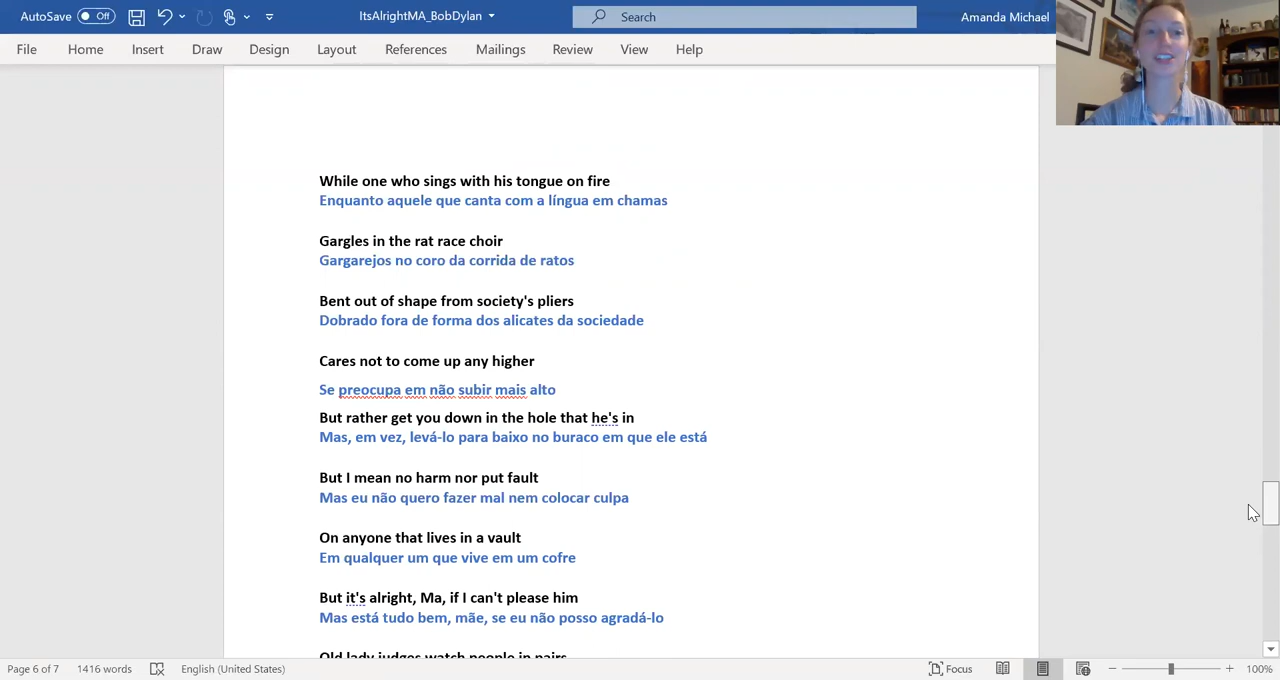 AutoSave Off ItsAlrightMA_BobDylan Search Amanda Michael
File Home Insert Draw Design Layout References Mailings Review View Help
While one who sings with his tongue on fire
Enquanto aquele que canta com a língua em chamas
Gargles in the rat race choir
Gargarejos no coro da corrida de ratos
Bent out of shape from society's pliers
Dobrado fora de forma dos alicates da sociedade
Cares not to come up any higher
Se preocupa em não subir mais alto
But rather get you down in the hole that he's in
Mas, em vez, levá-lo para baixo no buraco em que ele está
But I mean no harm nor put fault
Mas eu não quero fazer mal nem colocar culpa
On anyone that lives in a vault
Em qualquer um que vive em um cofre
But it's alright, Ma, if I can't please him
Mas está tudo bem, mãe, se eu não posso agradá-lo
Old lady judges watch people in pairs
Page 6 of 7 1416 words English (United States) Focus 100%